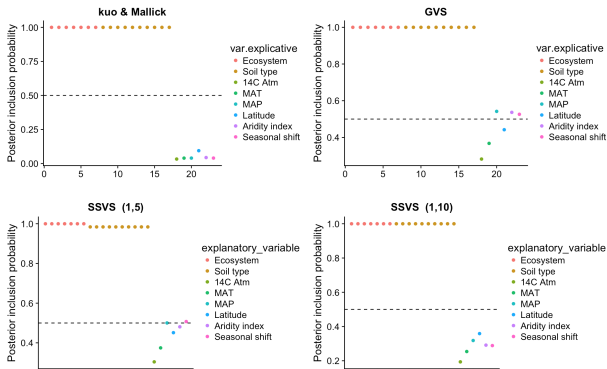 kuo & Mallick
Posterior inclusion probability
1.00
0.75
0.50
0.25
0.00
0
5
10
15
20
var.explicative
Ecosystem
Soil type
14C Atm
MAT
MAP
Latitude
Aridity index
Seasonal shift
GVS
Posterior inclusion probability
1.0
0.8
0.6
0.4
0
5
10
15
20
var.explicative
Ecosystem
Soil type
14C Atm
MAT
MAP
Latitude
Aridity index
Seasonal shift
SSVS (1,5)
Posterior inclusion probability
1.0
0.8
0.6
0.4
explanatory_variable
Ecosystem
Soil type
14C Atm
MAT
MAP
Latitude
Aridity index
Seasonal shift
SSVS (1,10)
Posterior inclusion probability
1.0
0.8
0.6
0.4
0.2
explanatory_variable
Ecosystem
Soil type
14C Atm
MAT
MAP
Latitude
Aridity index
Seasonal shift